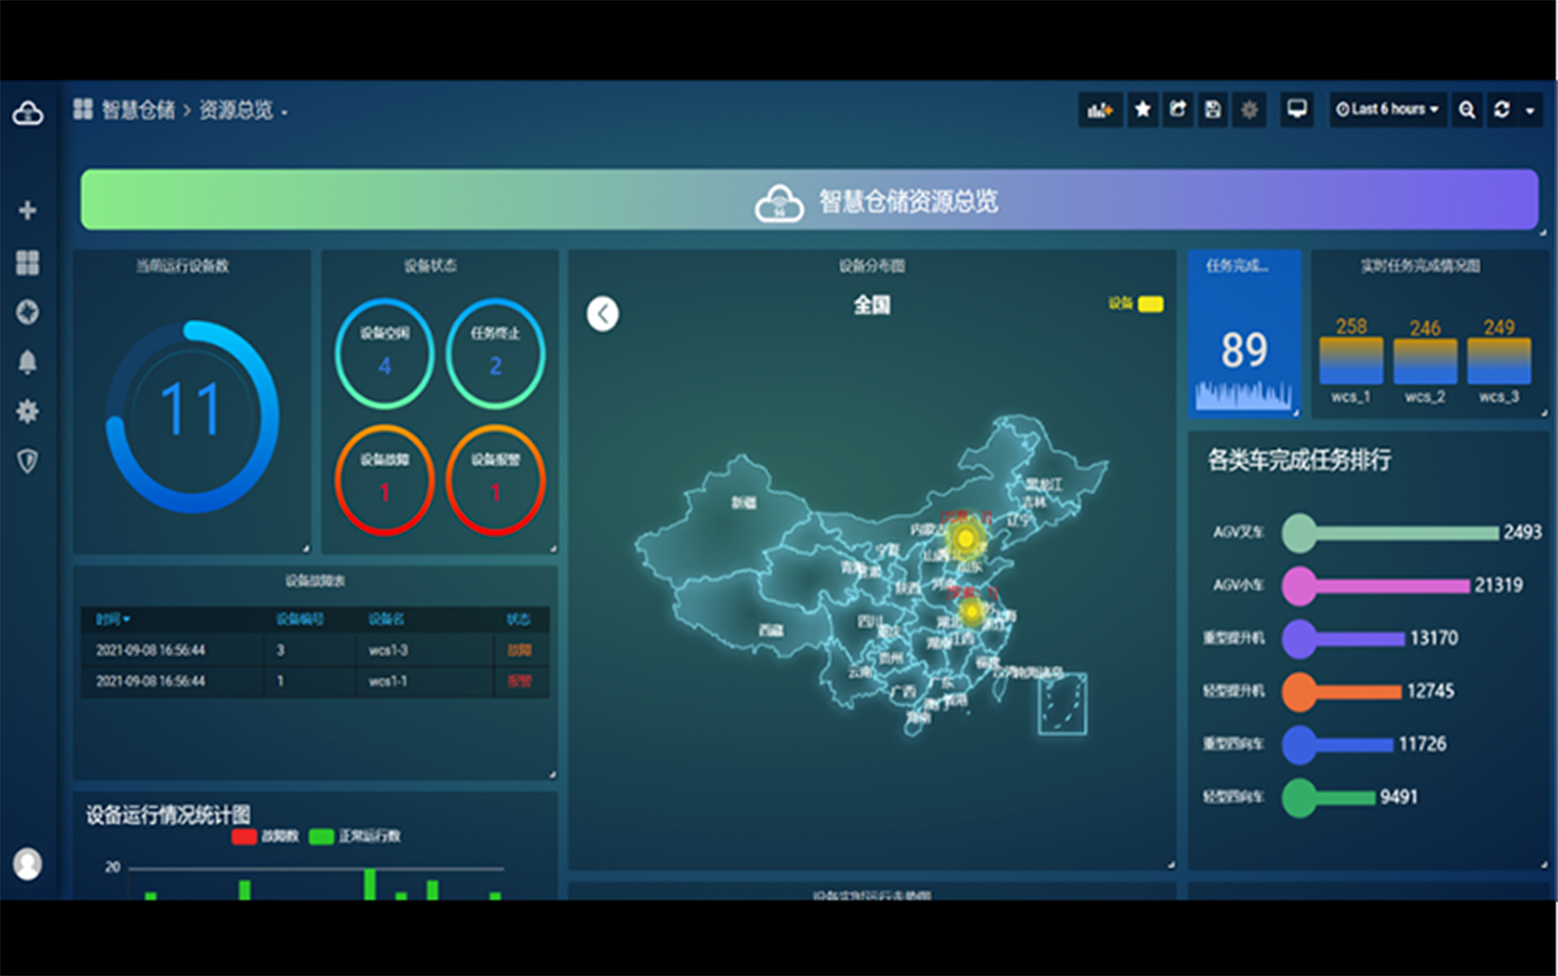 智慧仓储 > 资源总览
Last 6 hours
5G
智慧仓储资源总览
当前运行设备数
11
设备状态
设备空闲
4
任务终止
2
设备故障
1
设备报警
1
设备分布图
全国
设备
新疆
黑龙江
吉林
辽宁
内蒙古
宁夏
山东
青海
陕西
河南
西藏
四川
湖北
湖南
江西
贵州
云南
福建
广西
广东
海南
任务完成...
89
实时任务完成情况图
258
246
249
wcs_1
wcs_2
wcs_3
各类车完成任务排行
AGV叉车 2493
AGV小车 21319
重型提升机 13170
轻型提升机 12745
重型四向车 11726
轻型四向车 9491
设备故障表
时间 设备编号 设备名 状态
2021-09-08 16:56:44 3 wcs1-3 故障
2021-09-08 16:56:44 1 wcs1-1 报警
设备运行情况统计图
故障数 正常运行数
20
设备实时运行走势图